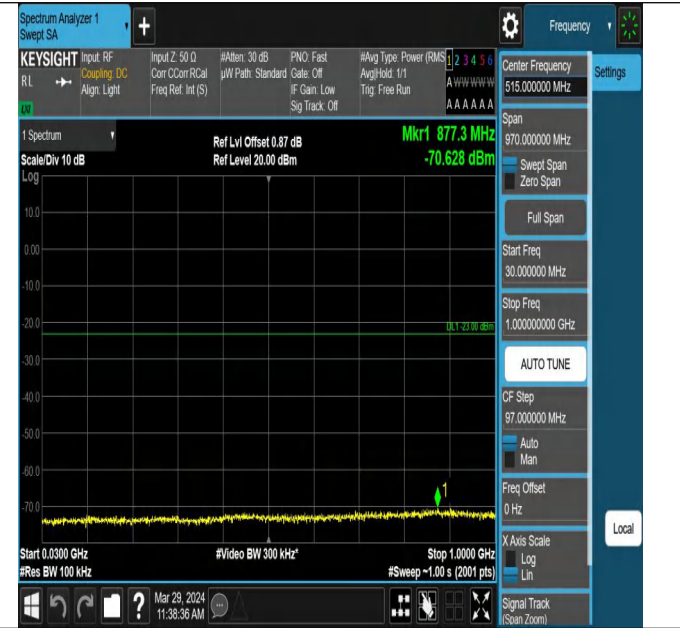 Spectrum Analyzer 1
Swept SA
+
Frequency
KEYSIGHT
RL
LXI
Input: RF
Coupling: DC
Align: Light
Input Z: 50 Ω
Corr CCorr RCal
Freq Ref: Int (S)
#Atten: 30 dB
µW Path: Standard
PNO: Fast
Gate: Off
IF Gain: Low
Sig Track: Off
#Avg Type: Power (RMS
Avg|Hold: 1/1
Trig: Free Run
1 2 3 4 5 6
A W W W W W
A A A A A A
1 Spectrum
Scale/Div 10 dB
Ref Lvl Offset 0.87 dB
Ref Level 20.00 dBm
Mkr1 877.3 MHz
-70.628 dBm
Log
10.0
0.00
-10.0
-20.0
DL1 -23.00 dBm
-30.0
-40.0
-50.0
-60.0
-70.0
1
Start 0.0300 GHz
#Res BW 100 kHz
#Video BW 300 kHz*
Stop 1.0000 GHz
#Sweep ~1.00 s (2001 pts)
Center Frequency
515.000000 MHz
Settings
Span
970.000000 MHz
Swept Span
Zero Span
Full Span
Start Freq
30.000000 MHz
Stop Freq
1.000000000 GHz
AUTO TUNE
CF Step
97.000000 MHz
Auto
Man
Freq Offset
0 Hz
X Axis Scale
Log
Lin
Local
Signal Track
(Span Zoom)
?
Mar 29, 2024
11:38:36 AM